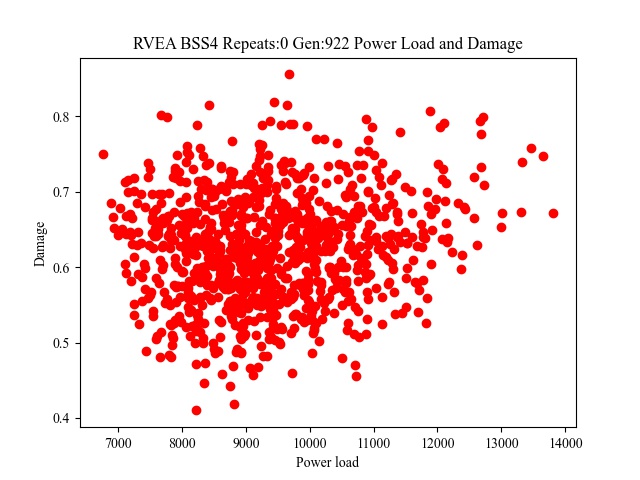 RVEA BSS4 Repeats:0 Gen:922 Power Load and Damage
0.8
0.7
0.6
0.5
0.4
Damage
7000 8000 9000 10000 11000 12000 13000 14000
Power load